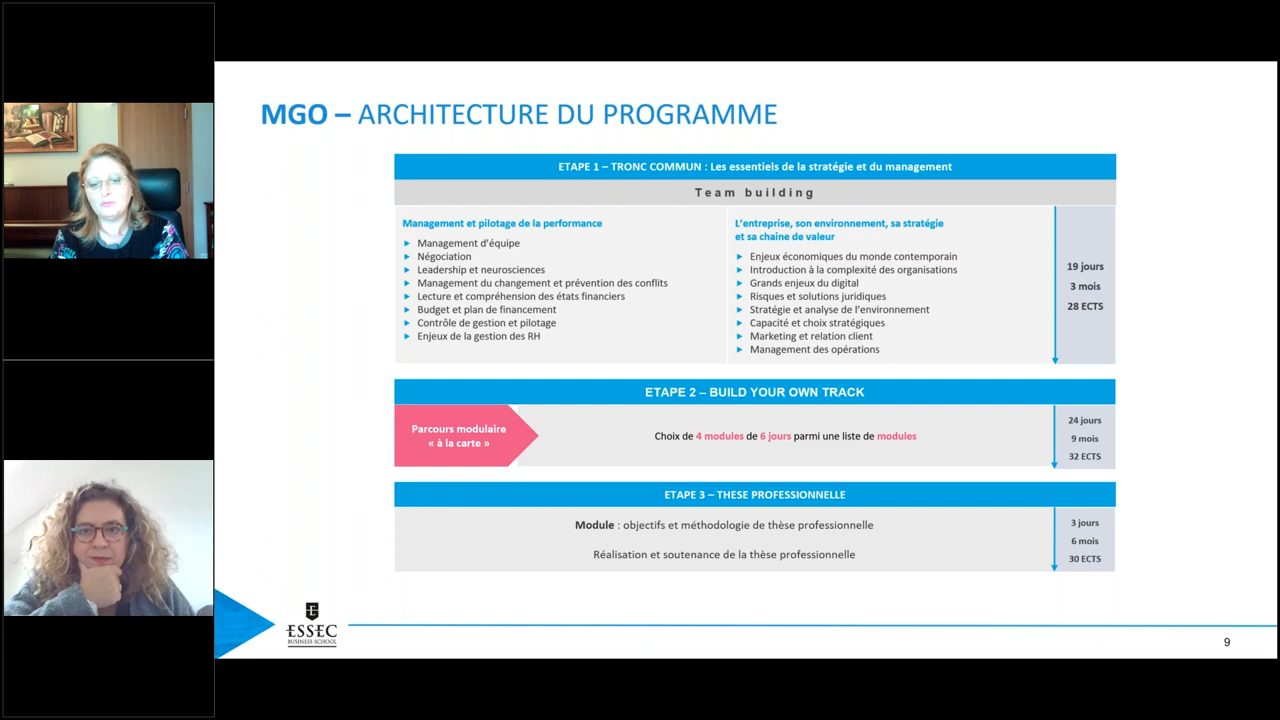 MGO – ARCHITECTURE DU PROGRAMME
ETAPE 1 – TRONC COMMUN : Les essentiels de la stratégie et du management
Team building
Management et pilotage de la performance
Management d'équipe
Négociation
Leadership et neurosciences
Management du changement et prévention des conflits
Lecture et compréhension des états financiers
Budget et plan de financement
Contrôle de gestion et pilotage
Enjeux de la gestion des RH
L'entreprise, son environnement, sa stratégie
et sa chaine de valeur
Enjeux économiques du monde contemporain
Introduction à la complexité des organisations
Grands enjeux du digital
Risques et solutions juridiques
Stratégie et analyse de l'environnement
Capacité et choix stratégiques
Marketing et relation client
Management des opérations
19 jours
3 mois
28 ECTS
ETAPE 2 – BUILD YOUR OWN TRACK
Parcours modulaire
« à la carte »
Choix de 4 modules de 6 jours parmi une liste de modules
24 jours
9 mois
32 ECTS
ETAPE 3 – THESE PROFESSIONNELLE
Module : objectifs et méthodologie de thèse professionnelle
Réalisation et soutenance de la thèse professionnelle
3 jours
6 mois
30 ECTS
ESSEC
BUSINESS SCHOOL
9